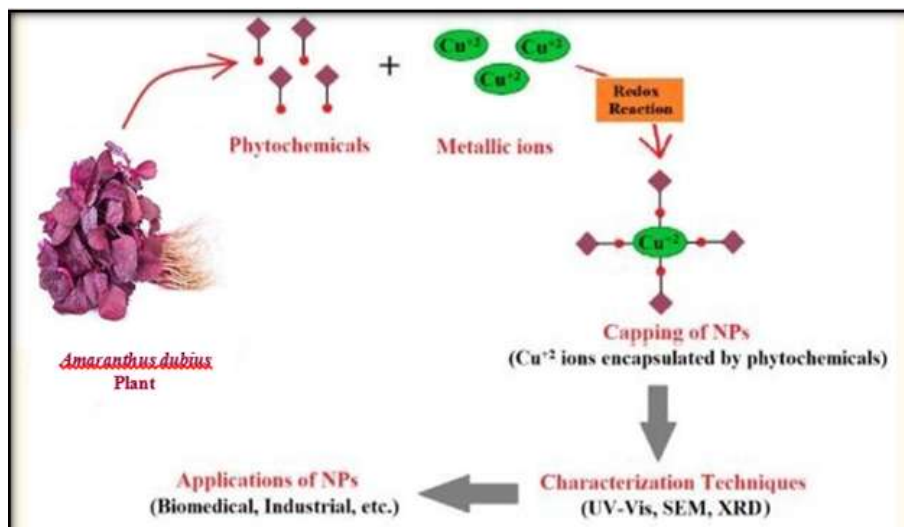 Cu⁺²
Cu⁺²
Cu⁺²
+
Redox
Reaction
Phytochemicals
Metallic ions
Cu⁺²
Amaranthus dubius
Plant
Capping of NPs
(Cu⁺² ions encapsulated by phytochemicals)
Applications of NPs
(Biomedical, Industrial, etc.)
Characterization Techniques
(UV-Vis, SEM, XRD)